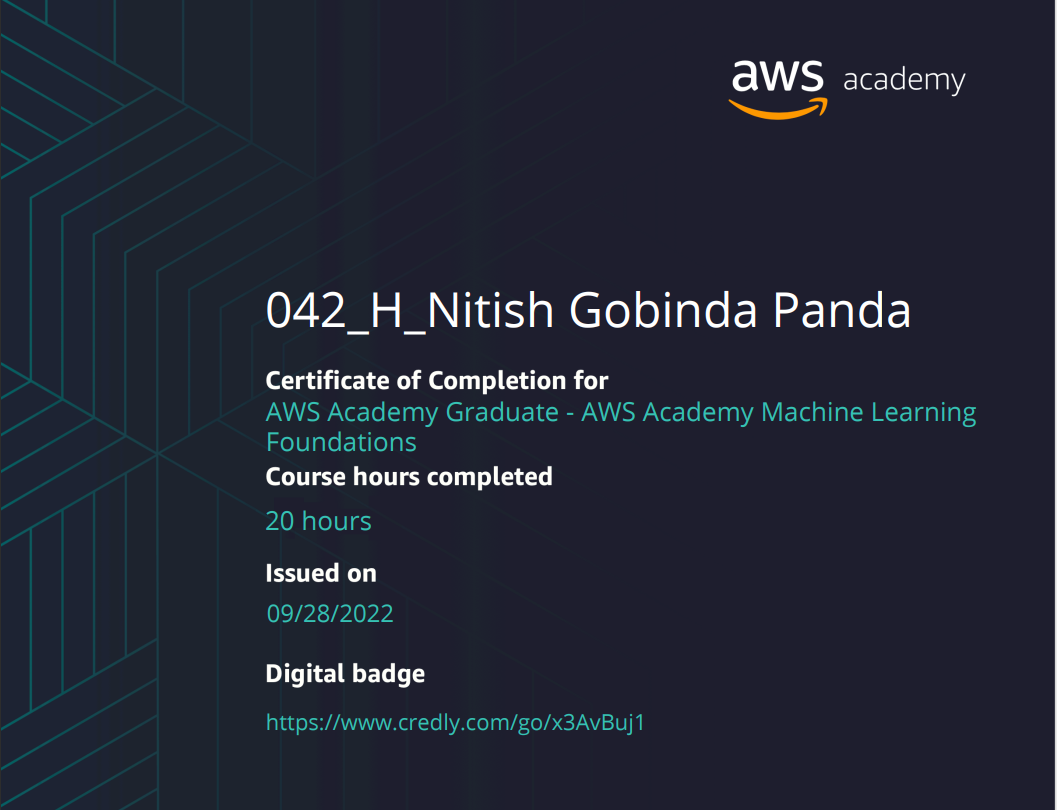 aws academy
042_H_Nitish Gobinda Panda
Certificate of Completion for
AWS Academy Graduate - AWS Academy Machine Learning
Foundations
Course hours completed
20 hours
Issued on
09/28/2022
Digital badge
https://www.credly.com/go/x3AvBuj1